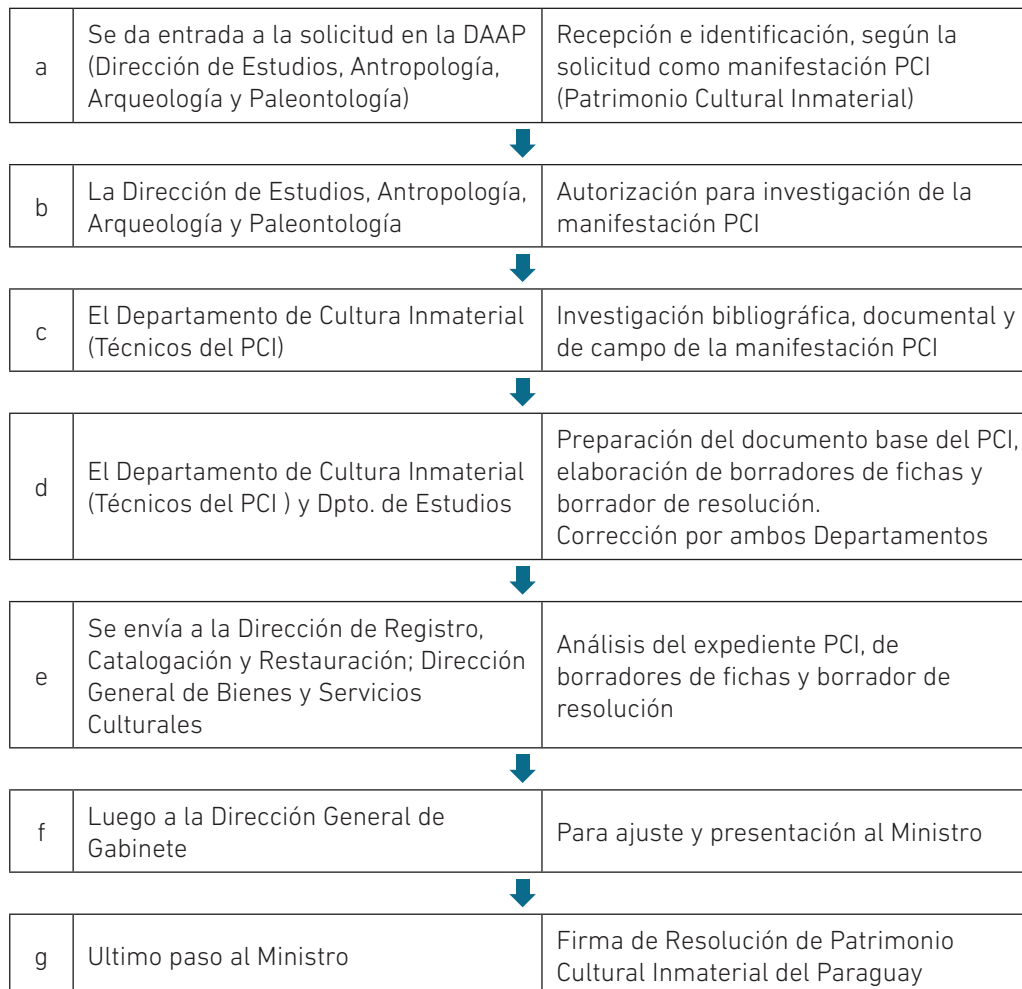 a
Se da entrada a la solicitud en la DAAP
(Dirección de Estudios, Antropología,
Arqueología y Paleontología)
Recepción e identificación, según la
solicitud como manifestación PCI
(Patrimonio Cultural Inmaterial)
b
La Dirección de Estudios, Antropología,
Arqueología y Paleontología
Autorización para investigación de la
manifestación PCI
c
El Departamento de Cultura Inmaterial
(Técnicos del PCI)
Investigación bibliográfica, documental y
de campo de la manifestación PCI
d
El Departamento de Cultura Inmaterial
(Técnicos del PCI ) y Dpto. de Estudios
Preparación del documento base del PCI,
elaboración de borradores de fichas y
borrador de resolución.
Corrección por ambos Departamentos
e
Se envía a la Dirección de Registro,
Catalogación y Restauración; Dirección
General de Bienes y Servicios
Culturales
Análisis del expediente PCI, de
borradores de fichas y borrador de
resolución
f
Luego a la Dirección General de
Gabinete
Para ajuste y presentación al Ministro
g
Ultimo paso al Ministro
Firma de Resolución de Patrimonio
Cultural Inmaterial del Paraguay